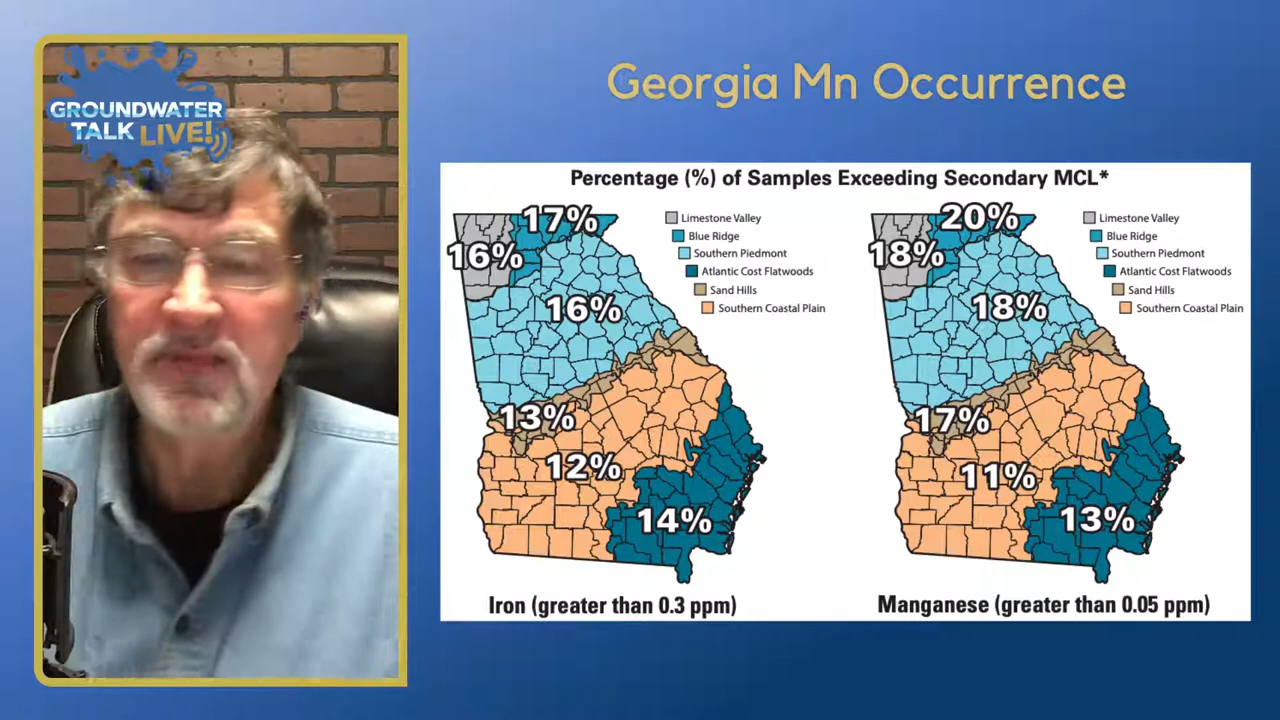 GROUNDWATER
TALK LIVE!
Georgia Mn Occurrence
Percentage (%) of Samples Exceeding Secondary MCL*
17%
16%
16%
13%
12%
14%
Limestone Valley
Blue Ridge
Southern Piedmont
Atlantic Cost Flatwoods
Sand Hills
Southern Coastal Plain
Iron (greater than 0.3 ppm)
20%
18%
18%
17%
11%
13%
Limestone Valley
Blue Ridge
Southern Piedmont
Atlantic Cost Flatwoods
Sand Hills
Southern Coastal Plain
Manganese (greater than 0.05 ppm)